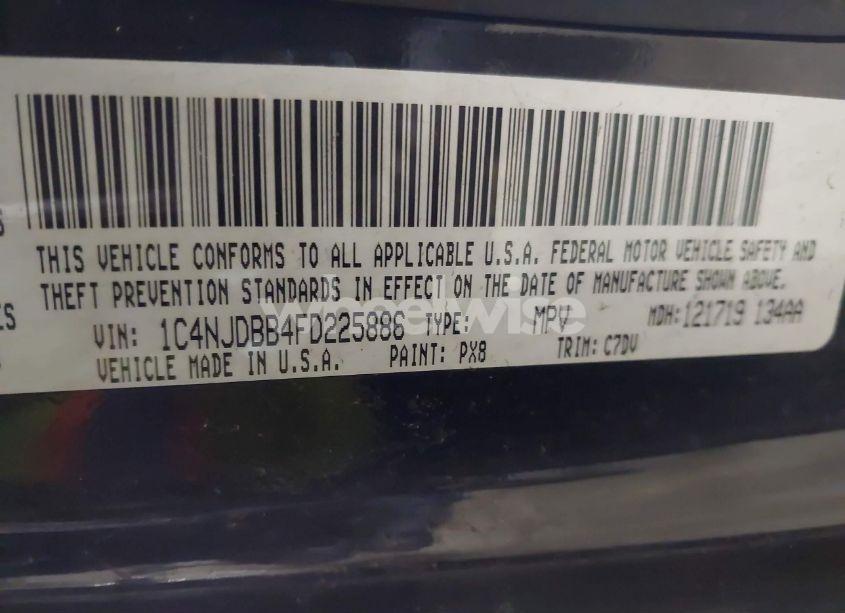 THIS VEHICLE CONFORMS TO ALL APPLICABLE U.S.A. FEDERAL MOTOR VEHICLE SAFETY AND
THEFT PREVENTION STANDARDS IN EFFECT ON THE DATE OF MANUFACTURE SHOWN ABOVE.
VIN: 1C4NJDBB4FD225886 TYPE: MPV MDH: 121719 134AA
VEHICLE MADE IN U.S.A. PAINT: PX8 TRIM: C7DV
wheelwise